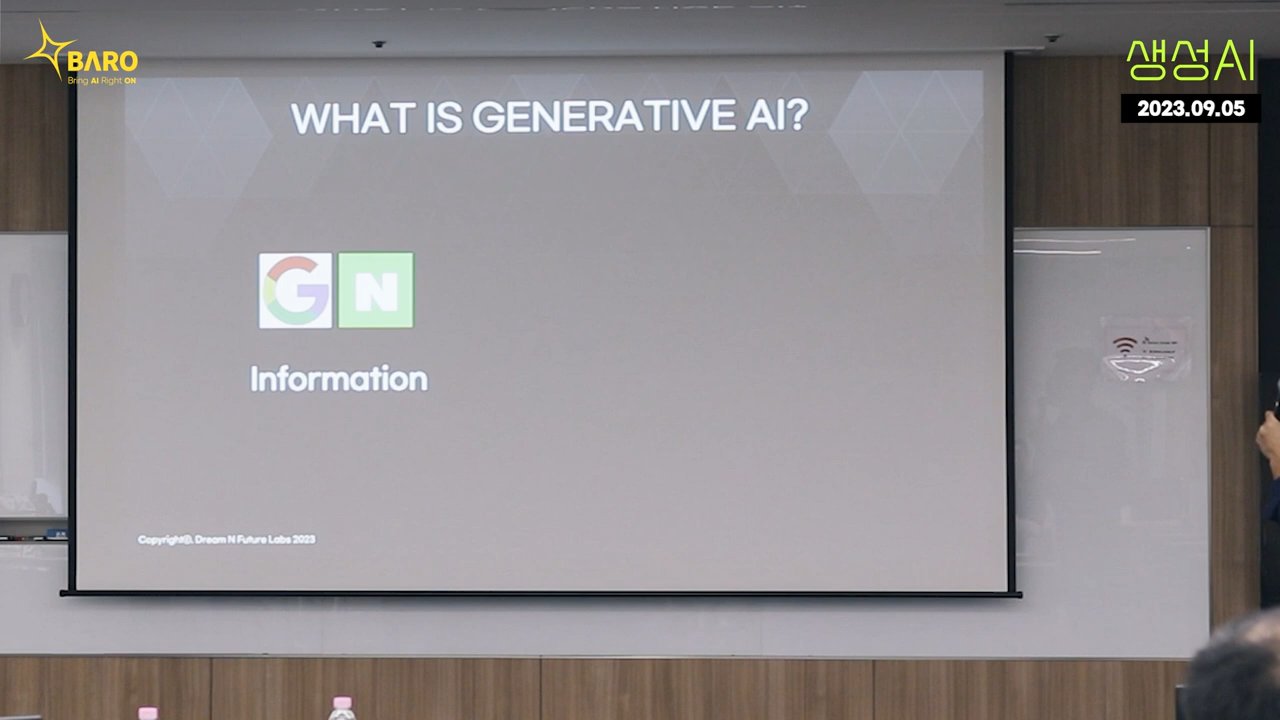 BARO
Bring AI Right ON
생성AI
2023.09.05
WHAT IS GENERATIVE AI?
G N
Information
Copyrightⓒ. Dream N Future Labs 2023